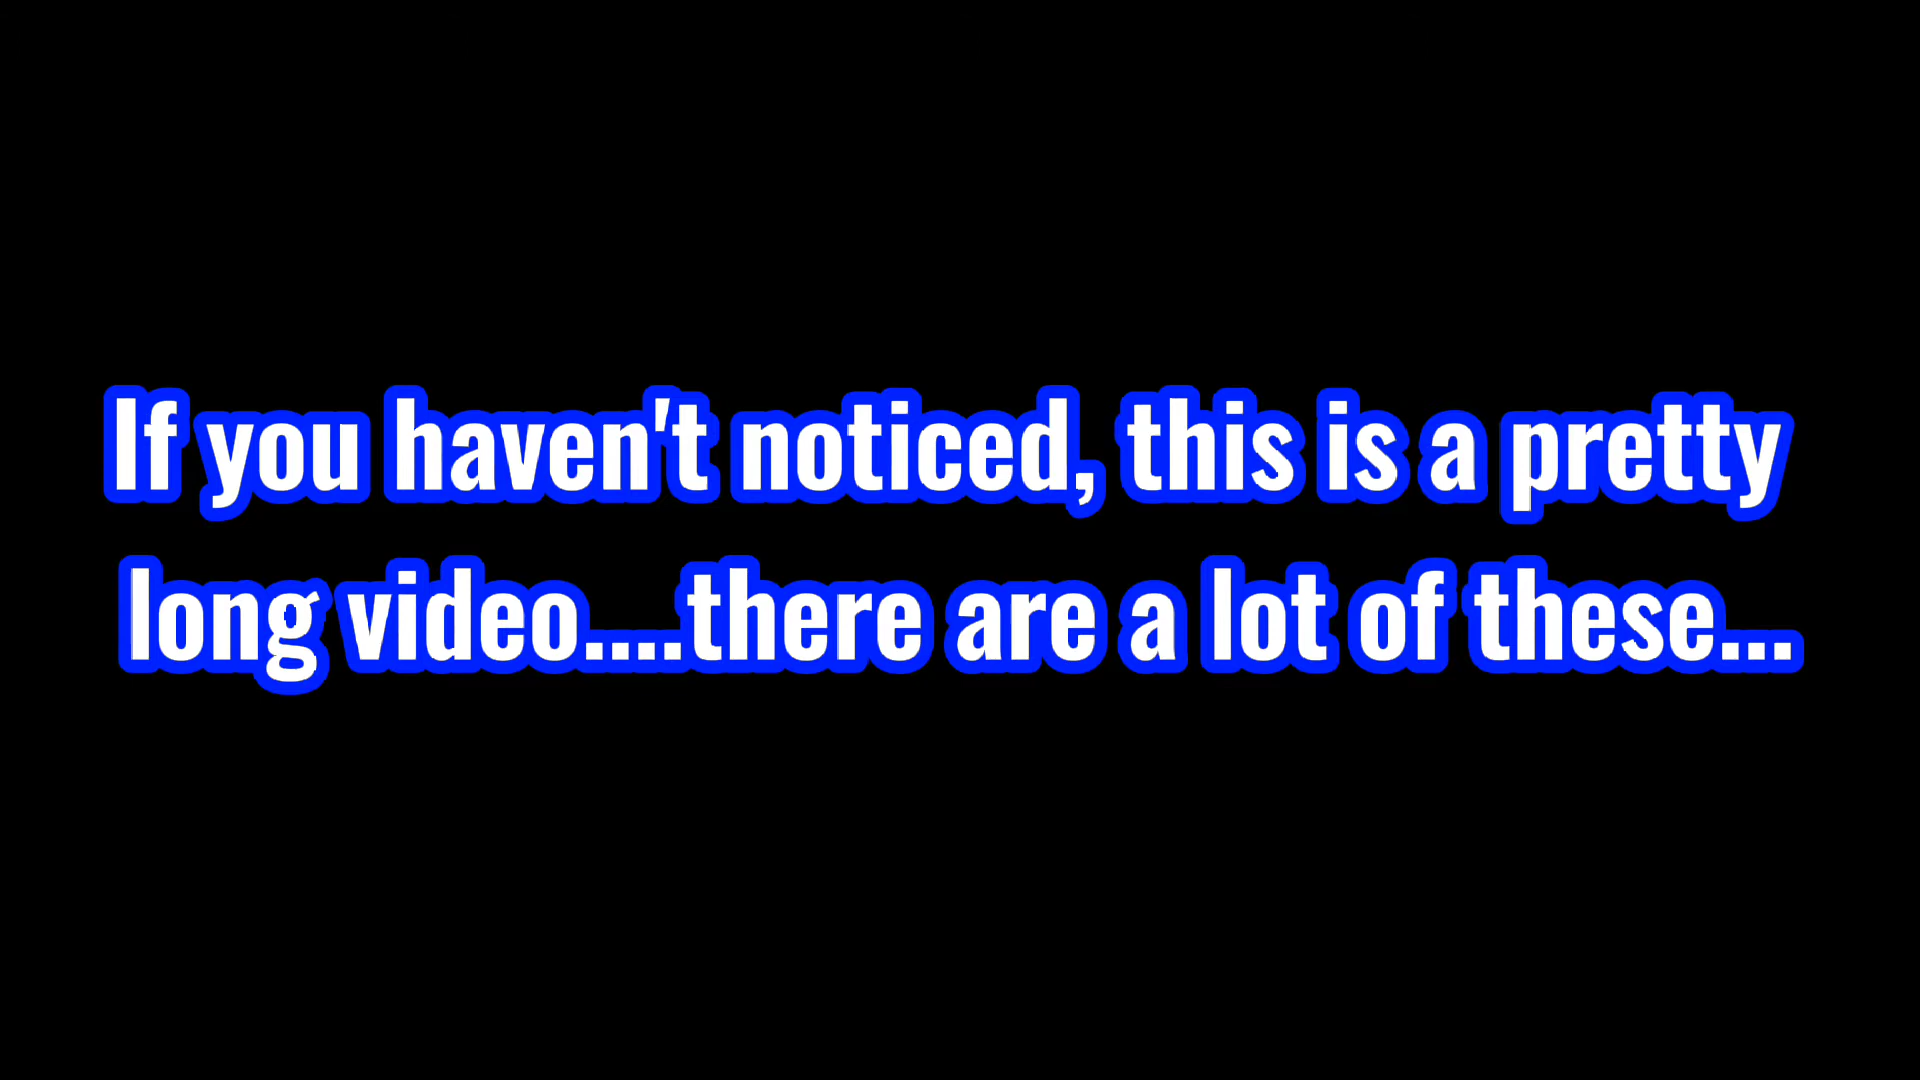 If you haven't noticed, this is a pretty
long video....there are a lot of these...